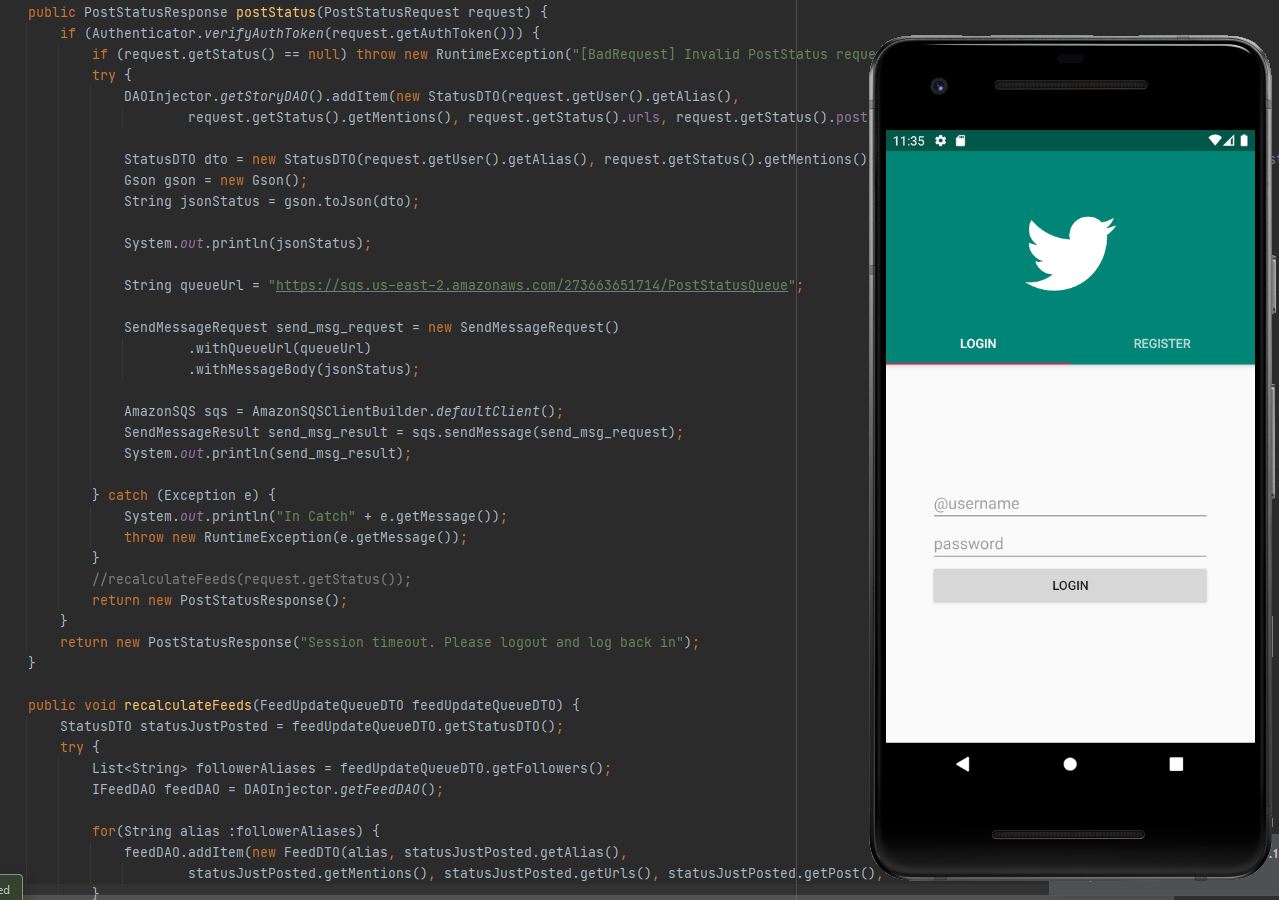 public PostStatusResponse postStatus(PostStatusRequest request) {
if (Authenticator.verifyAuthToken(request.getAuthToken())) {
if (request.getStatus() == null) throw new RuntimeException("[BadRequest] Invalid PostStatus reque
try {
DAOInjector.getStoryDAO().addItem(new StatusDTO(request.getUser().getAlias(),
request.getStatus().getMentions(), request.getStatus().urls, request.getStatus().post
StatusDTO dto = new StatusDTO(request.getUser().getAlias(), request.getStatus().getMentions()
Gson gson = new Gson();
String jsonStatus = gson.toJson(dto);
System.out.println(jsonStatus);
String queueUrl = "https://sqs.us-east-2.amazonaws.com/273663651714/PostStatusQueue";
SendMessageRequest send_msg_request = new SendMessageRequest()
.withQueueUrl(queueUrl)
.withMessageBody(jsonStatus);
AmazonSQS sqs = AmazonSQSClientBuilder.defaultClient();
SendMessageResult send_msg_result = sqs.sendMessage(send_msg_request);
System.out.println(send_msg_result);
} catch (Exception e) {
System.out.println("In Catch" + e.getMessage());
throw new RuntimeException(e.getMessage());
}
//recalculateFeeds(request.getStatus());
return new PostStatusResponse();
}
return new PostStatusResponse("Session timeout. Please logout and log back in");
}
public void recalculateFeeds(FeedUpdateQueueDTO feedUpdateQueueDTO) {
StatusDTO statusJustPosted = feedUpdateQueueDTO.getStatusDTO();
try {
List<String> followerAliases = feedUpdateQueueDTO.getFollowers();
IFeedDAO feedDAO = DAOInjector.getFeedDAO();
for(String alias :followerAliases) {
feedDAO.addItem(new FeedDTO(alias, statusJustPosted.getAlias(),
statusJustPosted.getMentions(), statusJustPosted.getUrls(), statusJustPosted.getPost(),
}
ed
11:35
LOGIN REGISTER
@username
password
LOGIN